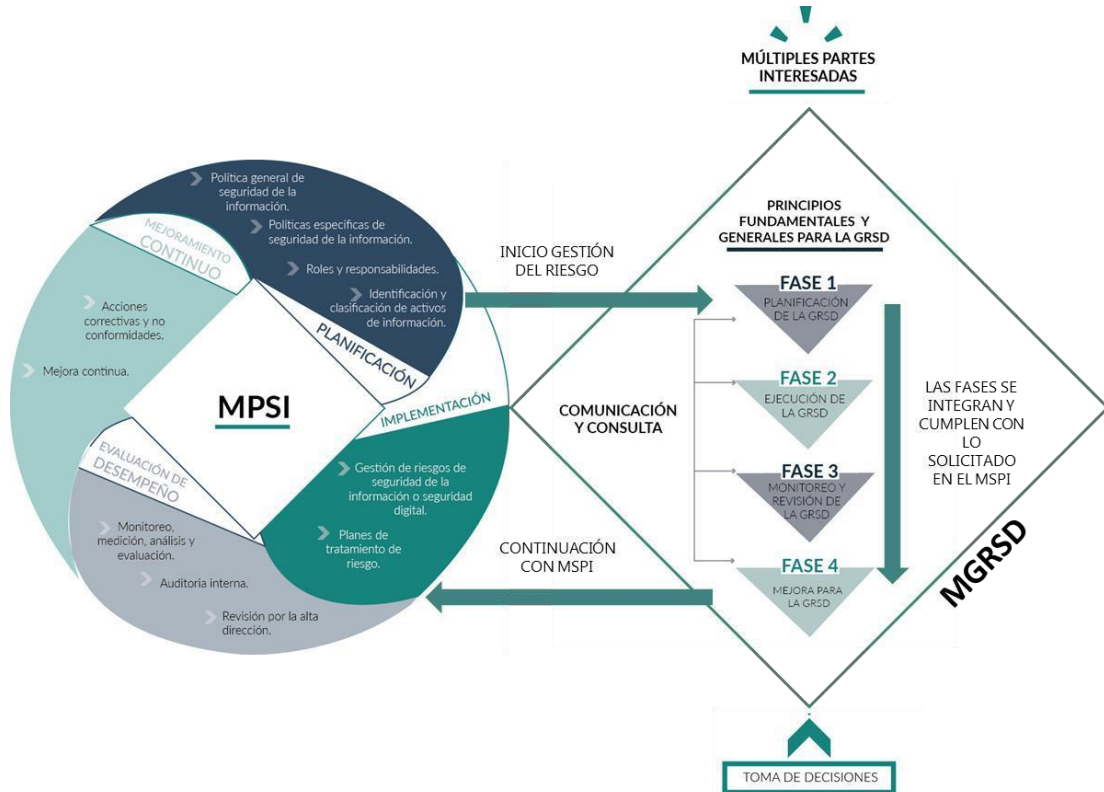 MÚLTIPLES PARTES
INTERESADAS
Política general de
seguridad de la
información.
Políticas específicas de
seguridad de la información.
Roles y responsabilidades.
Identificación y
clasificación de activos
de información.
MEJORAMIENTO
CONTINUO
PLANIFICACIÓN
Acciones
correctivas y no
conformidades.
Mejora continua.
MPSI
IMPLEMENTACIÓN
Gestión de riesgos de
seguridad de la
información o seguridad
digital.
Planes de
tratamiento de
riesgo.
EVALUACIÓN DE
DESEMPEÑO
Monitoreo,
medición, análisis y
evaluación.
Auditoria interna.
Revisión por la alta
dirección.
INICIO GESTIÓN
DEL RIESGO
CONTINUACIÓN
CON MSPI
PRINCIPIOS
FUNDAMENTALES Y
GENERALES PARA LA GRSD
COMUNICACIÓN
Y CONSULTA
FASE 1
PLANIFICACIÓN
DE LA GRSD
FASE 2
EJECUCIÓN DE
LA GRSD
FASE 3
MONITOREO Y
REVISIÓN DE
LA GRSD
FASE 4
MEJORA PARA
LA GRSD
LAS FASES SE
INTEGRAN Y
CUMPLEN CON
LO
SOLICITADO
EN EL MSPI
MGRSD
TOMA DE DECISIONES